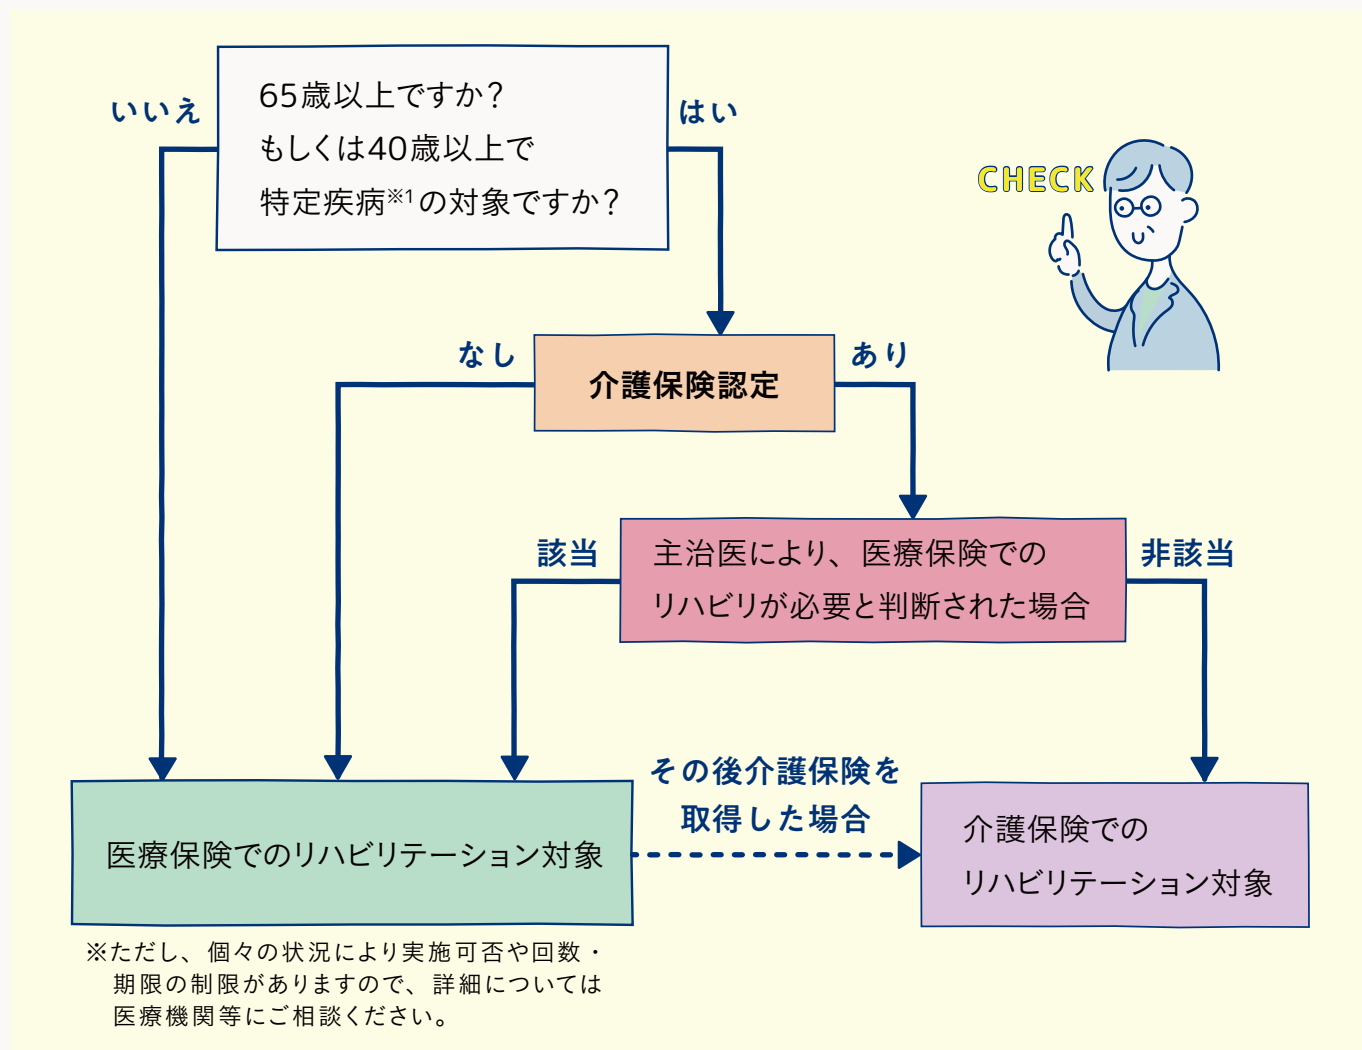 65歳以上ですか？
もしくは40歳以上で
特定疾病※1の対象ですか？
いいえ
はい
CHECK
介護保険認定
なし
あり
主治医により、医療保険での
リハビリが必要と判断された場合
該当
非該当
医療保険でのリハビリテーション対象
その後介護保険を
取得した場合
介護保険での
リハビリテーション対象
※ただし、個々の状況により実施可否や回数・
期限の制限がありますので、詳細については
医療機関等にご相談ください。